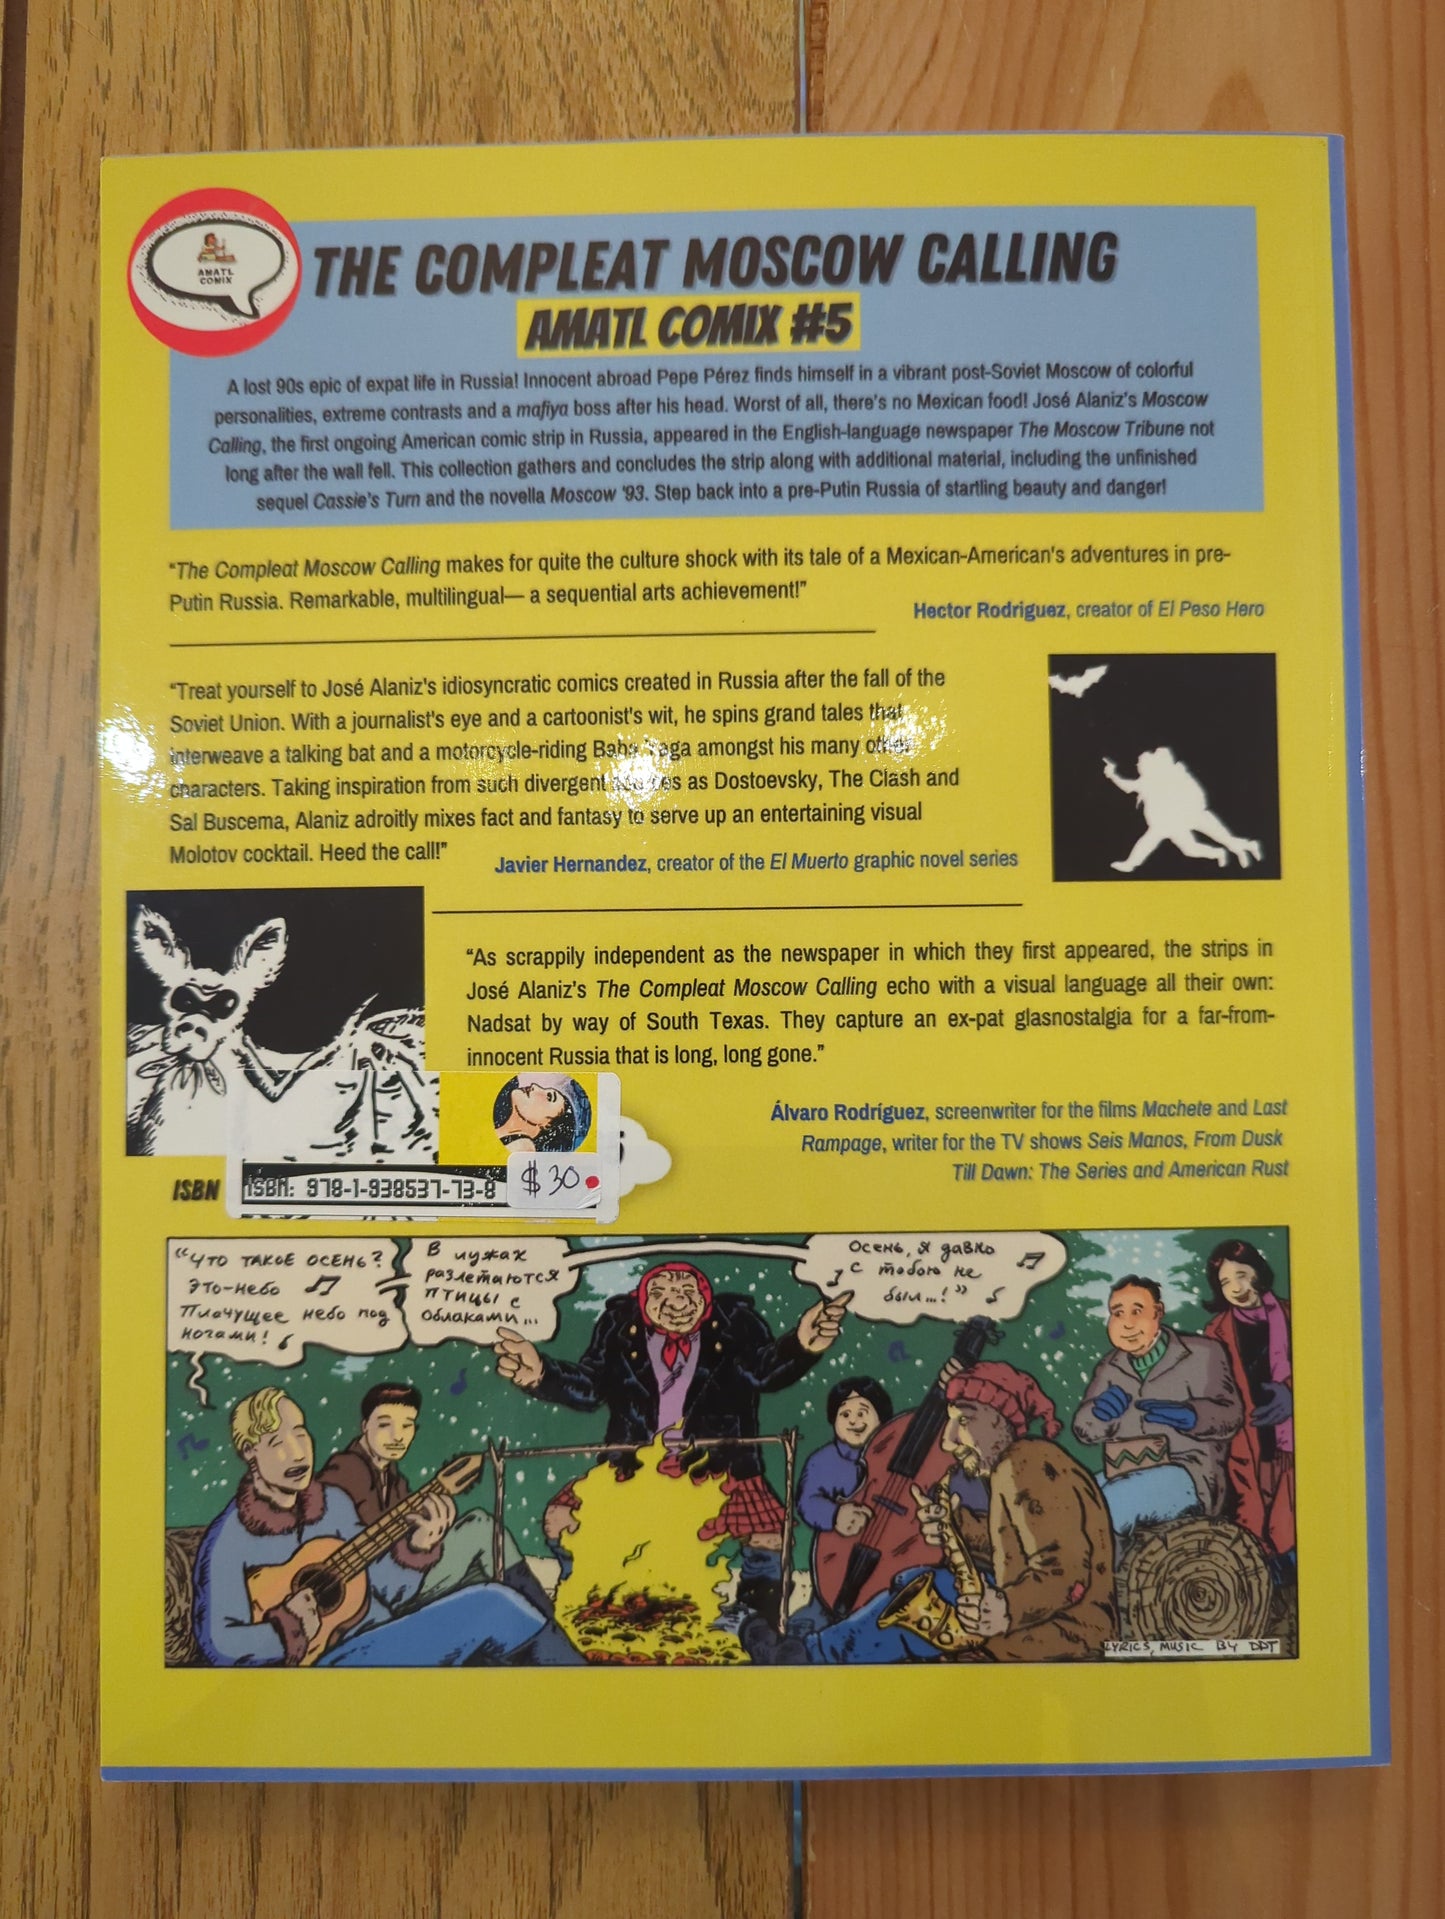 AMATL
COMIX
THE COMPLEAT MOSCOW CALLING
AMATL COMIX #5
A lost 90s epic of expat life in Russia! Innocent abroad Pepe Pérez finds himself in a vibrant post-Soviet Moscow of colorful
personalities, extreme contrasts and a mafiya boss after his head. Worst of all, there's no Mexican food! José Alaniz's Moscow
Calling, the first ongoing American comic strip in Russia, appeared in the English-language newspaper The Moscow Tribune not
long after the wall fell. This collection gathers and concludes the strip along with additional material, including the unfinished
sequel Cassie's Turn and the novella Moscow '93. Step back into a pre-Putin Russia of startling beauty and danger!
“The Compleat Moscow Calling makes for quite the culture shock with its tale of a Mexican-American's adventures in pre-
Putin Russia. Remarkable, multilingual— a sequential arts achievement!”
Hector Rodriguez, creator of El Peso Hero
“Treat yourself to José Alaniz's idiosyncratic comics created in Russia after the fall of the
Soviet Union. With a journalist's eye and a cartoonist's wit, he spins grand tales that
interweave a talking bat and a motorcycle-riding Baba Yaga amongst his many other
characters. Taking inspiration from such divergent sources as Dostoevsky, The Clash and
Sal Buscema, Alaniz adroitly mixes fact and fantasy to serve up an entertaining visual
Molotov cocktail. Heed the call!”
Javier Hernandez, creator of the El Muerto graphic novel series
“As scrappily independent as the newspaper in which they first appeared, the strips in
José Alaniz's The Compleat Moscow Calling echo with a visual language all their own:
Nadsat by way of South Texas. They capture an ex-pat glasnostalgia for a far-from-
innocent Russia that is long, long gone.”
Álvaro Rodríguez, screenwriter for the films Machete and Last
Rampage, writer for the TV shows Seis Manos, From Dusk
Till Dawn: The Series and American Rust
ISBN
ISBN: 978-1-938537-73-8
$30.
“Что такое осень?
Это-небо
Плачущее небо под
ногами!
В лужах
разлетаются
птицы с
облаками...
Осень, я давно
с тобою не
был...!”
LYRICS, MUSIC BY DDT